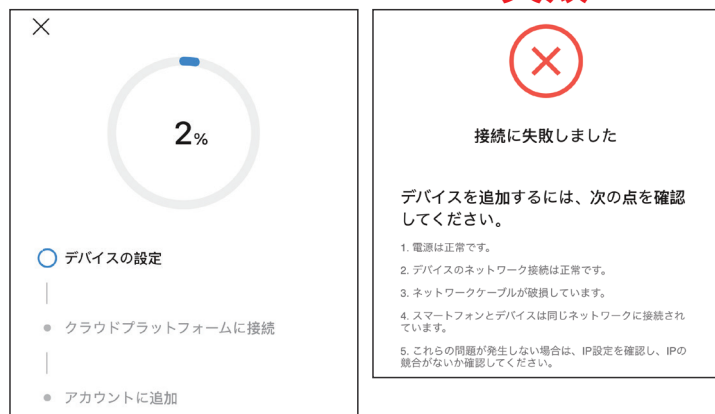 2%
デバイスの設定
クラウドプラットフォームに接続
アカウントに追加
接続に失敗しました
デバイスを追加するには、次の点を確認
してください。
1. 電源は正常です。
2. デバイスのネットワーク接続は正常です。
3. ネットワークケーブルが破損しています。
4. スマートフォンとデバイスは同じネットワークに接続され
ています。
5. これらの問題が発生しない場合は、IP設定を確認し、IPの
競合がないか確認してください。